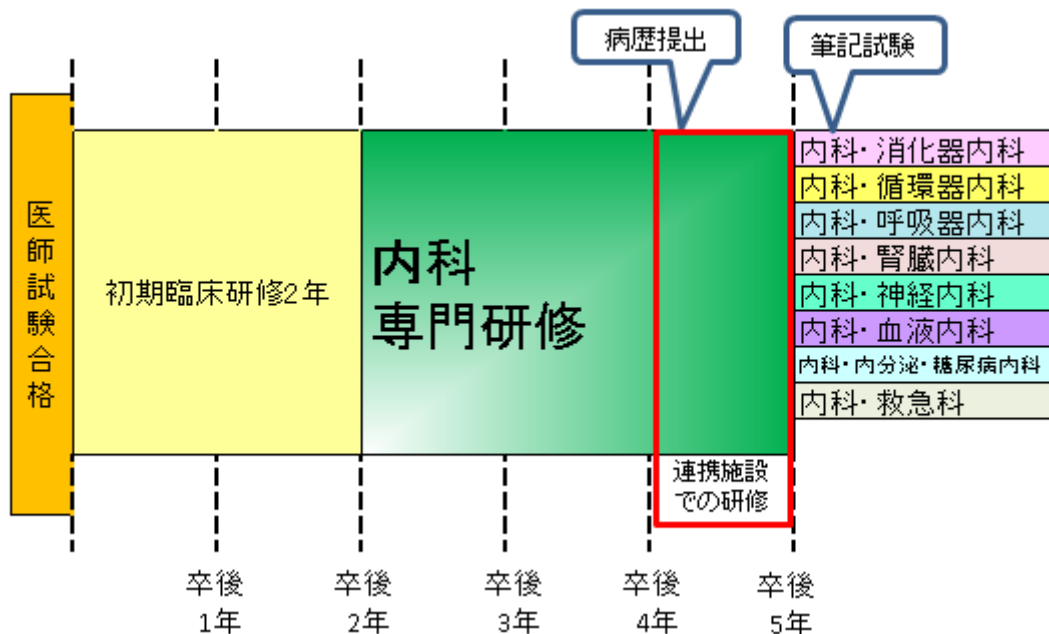 病歴提出
筆記試験
医師試験合格
初期臨床研修2年
内科
専門研修
内科・消化器内科
内科・循環器内科
内科・呼吸器内科
内科・腎臓内科
内科・神経内科
内科・血液内科
内科・内分泌・糖尿病内科
内科・救急科
連携施設
での研修
卒後
1年
卒後
2年
卒後
3年
卒後
4年
卒後
5年